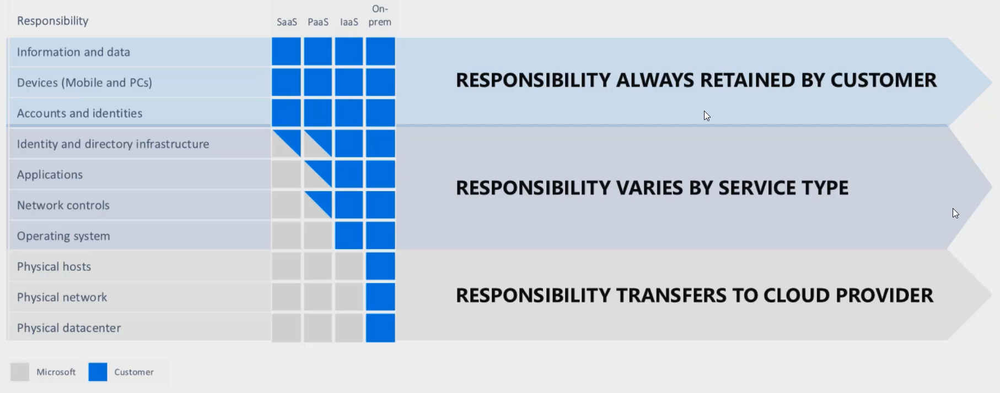 Responsibility
SaaS
PaaS
IaaS
On-
prem
Information and data
Devices (Mobile and PCs)
Accounts and identities
RESPONSIBILITY ALWAYS RETAINED BY CUSTOMER
Identity and directory infrastructure
Applications
Network controls
Operating system
RESPONSIBILITY VARIES BY SERVICE TYPE
Physical hosts
Physical network
Physical datacenter
RESPONSIBILITY TRANSFERS TO CLOUD PROVIDER
Microsoft
Customer